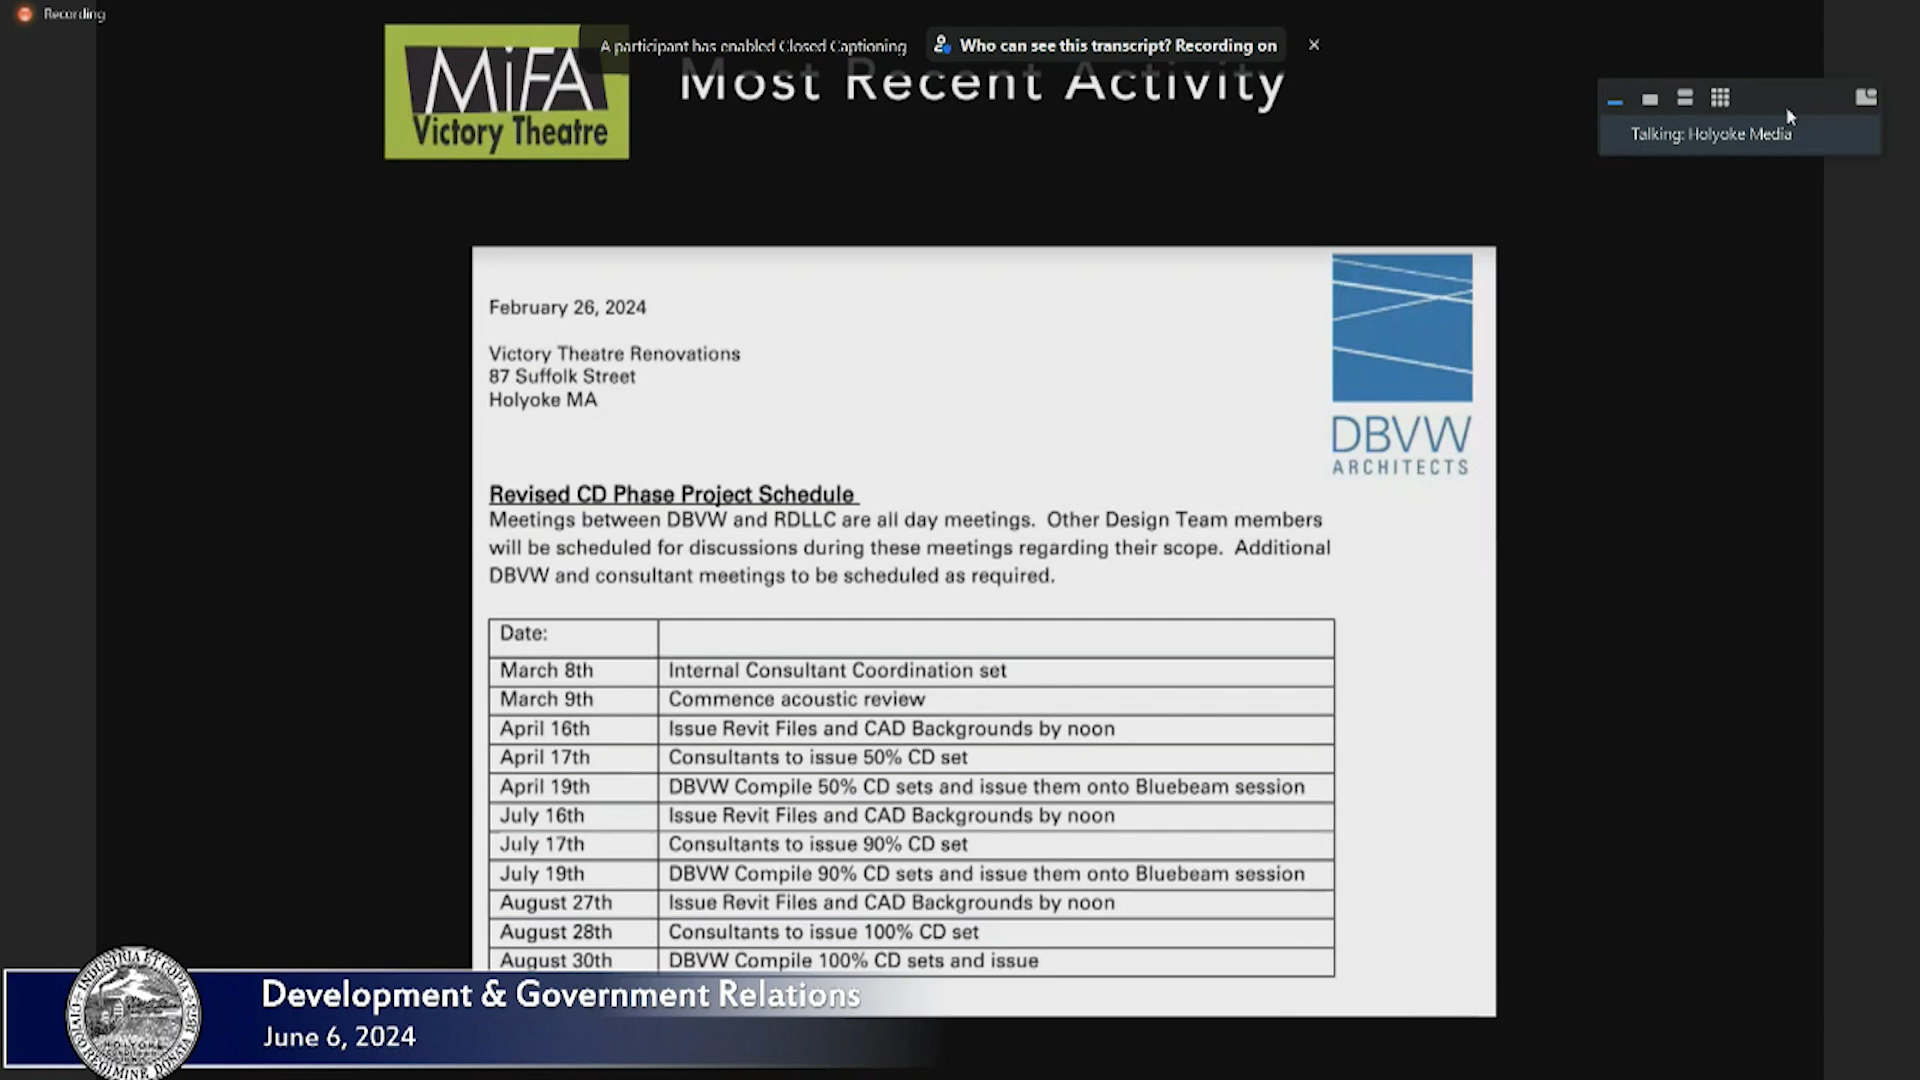 Recording
MiFA
Victory Theatre
A participant has enabled Closed Captioning
Who can see this transcript? Recording on
Most Recent Activity
Talking: Holyoke Media
February 26, 2024
Victory Theatre Renovations
87 Suffolk Street
Holyoke MA
DBVW
ARCHITECTS
Revised CD Phase Project Schedule
Meetings between DBVW and RDLLC are all day meetings. Other Design Team members
will be scheduled for discussions during these meetings regarding their scope. Additional
DBVW and consultant meetings to be scheduled as required.
Date:
March 8th Internal Consultant Coordination set
March 9th Commence acoustic review
April 16th Issue Revit Files and CAD Backgrounds by noon
April 17th Consultants to issue 50% CD set
April 19th DBVW Compile 50% CD sets and issue them onto Bluebeam session
July 16th Issue Revit Files and CAD Backgrounds by noon
July 17th Consultants to issue 90% CD set
July 19th DBVW Compile 90% CD sets and issue them onto Bluebeam session
August 27th Issue Revit Files and CAD Backgrounds by noon
August 28th Consultants to issue 100% CD set
August 30th DBVW Compile 100% CD sets and issue
Development & Government Relations
June 6, 2024